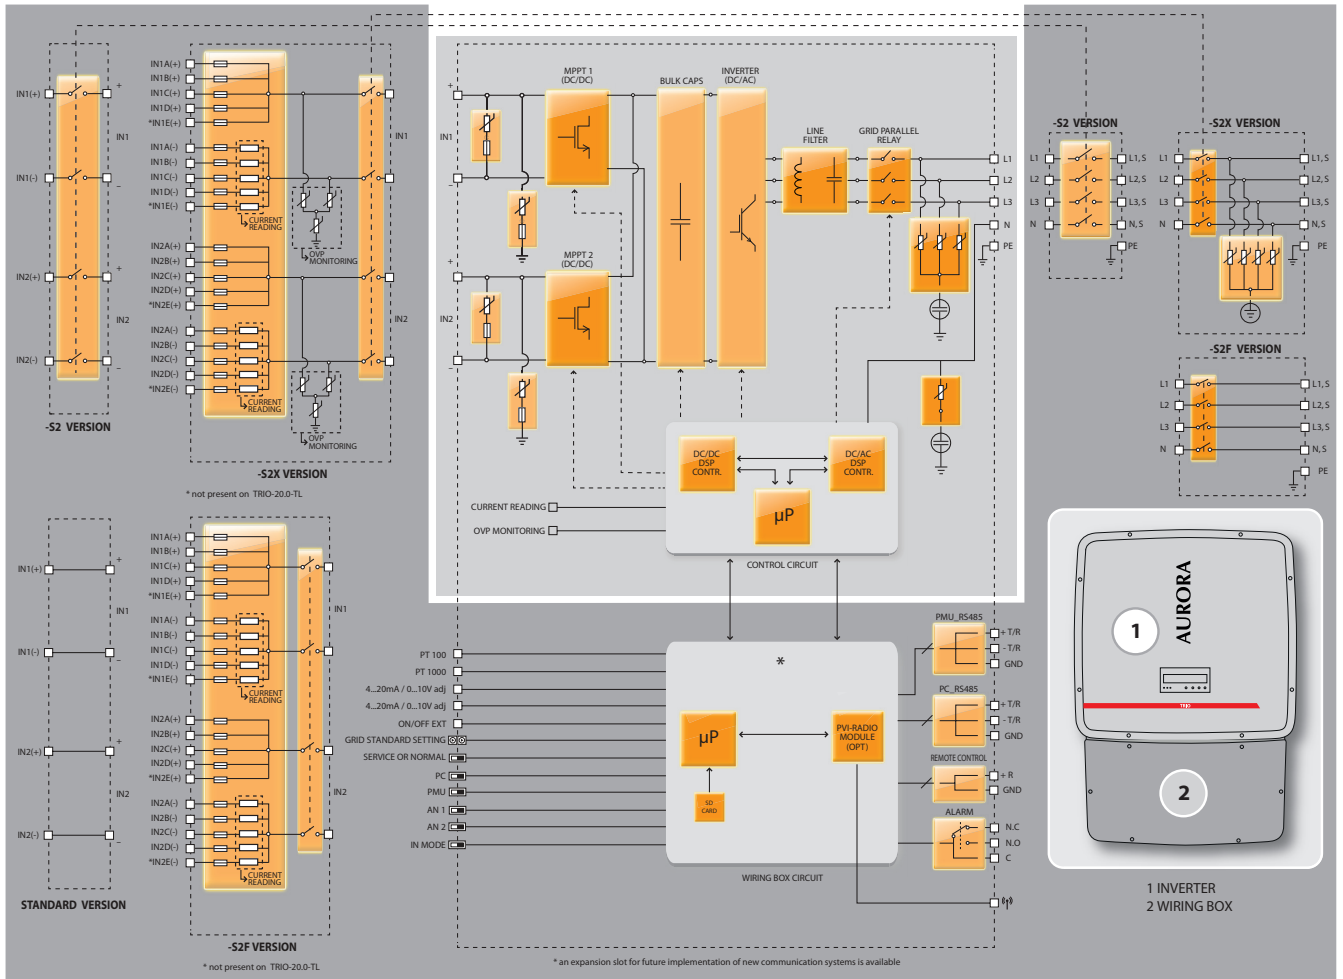 IN1(+)
+
IN1
IN1(-)
–
IN2(+)
+
IN2
IN2(-)
–
-S2 VERSION
IN1A(+)
IN1B(+)
IN1C(+)
IN1D(+)
*IN1E(+)
IN1A(-)
IN1B(-)
IN1C(-)
IN1D(-)
*IN1E(-)
CURRENT
READING
IN2A(+)
IN2B(+)
IN2C(+)
IN2D(+)
*IN2E(+)
IN2A(-)
IN2B(-)
IN2C(-)
IN2D(-)
*IN2E(-)
CURRENT
READING
OVP
MONITORING
OVP
MONITORING
IN1
IN2
-S2X VERSION
* not present on TRIO-20.0-TL
IN1(+)
+
IN1
IN1(-)
–
IN2(+)
+
IN2
IN2(-)
–
STANDARD VERSION
IN1A(+)
IN1B(+)
IN1C(+)
IN1D(+)
*IN1E(+)
IN1A(-)
IN1B(-)
IN1C(-)
IN1D(-)
*IN1E(-)
CURRENT
READING
IN2A(+)
IN2B(+)
IN2C(+)
IN2D(+)
*IN2E(+)
IN2A(-)
IN2B(-)
IN2C(-)
IN2D(-)
*IN2E(-)
CURRENT
READING
IN1
IN2
-S2F VERSION
* not present on TRIO-20.0-TL
+
IN1
–
+
IN2
–
MPPT 1
(DC/DC)
MPPT 2
(DC/DC)
BULK CAPS
INVERTER
(DC/AC)
LINE
FILTER
GRID PARALLEL
RELAY
L1
L2
L3
N
PE
DC/DC
DSP
CONTR.
DC/AC
DSP
CONTR.
µP
CURRENT READING
OVP MONITORING
CONTROL CIRCUIT
PT 100
PT 1000
4...20mA / 0...10V adj
4...20mA / 0...10V adj
ON/OFF EXT
GRID STANDARD SETTING
SERVICE OR NORMAL
PC
PMU
AN 1
AN 2
IN MODE
*
µP
SD
CARD
PVI-RADIO
MODULE
(OPT)
WIRING BOX CIRCUIT
PMU_RS485
+ T/R
- T/R
GND
PC_RS485
+ T/R
- T/R
GND
REMOTE CONTROL
+ R
GND
ALARM
N.C
N.O
C
* an expansion slot for future implementation of new communication systems is available
-S2 VERSION
L1
L2
L3
N
L1, S
L2, S
L3, S
N, S
PE
-S2X VERSION
L1
L2
L3
N
L1, S
L2, S
L3, S
N, S
PE
-S2F VERSION
L1
L2
L3
N
L1, S
L2, S
L3, S
N, S
PE
AURORA
1
TRIO
2
1 INVERTER
2 WIRING BOX